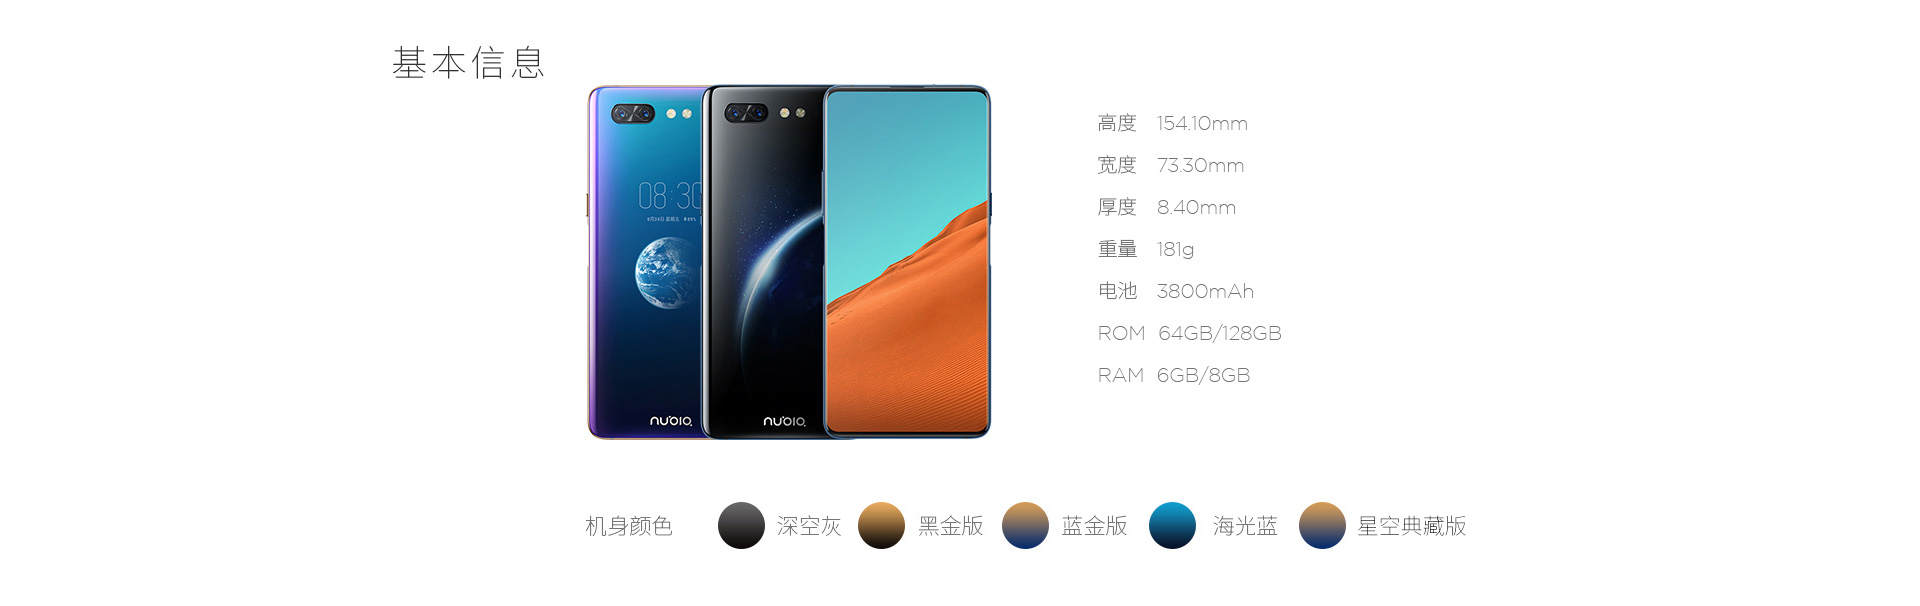 基本信息
08:30
nubia
nubia
高度 154.10mm
宽度 73.30mm
厚度 8.40mm
重量 181g
电池 3800mAh
ROM 64GB/128GB
RAM 6GB/8GB
机身颜色 深空灰 黑金版 蓝金版 海光蓝 星空典藏版